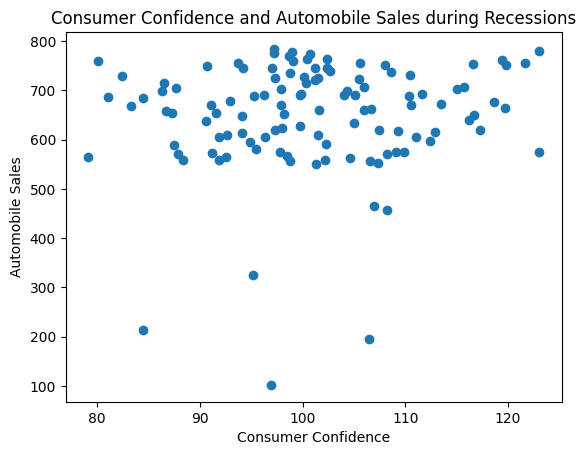 Consumer Confidence and Automobile Sales during Recessions
Automobile Sales
800
700
600
500
400
300
200
100
80 90 100 110 120
Consumer Confidence